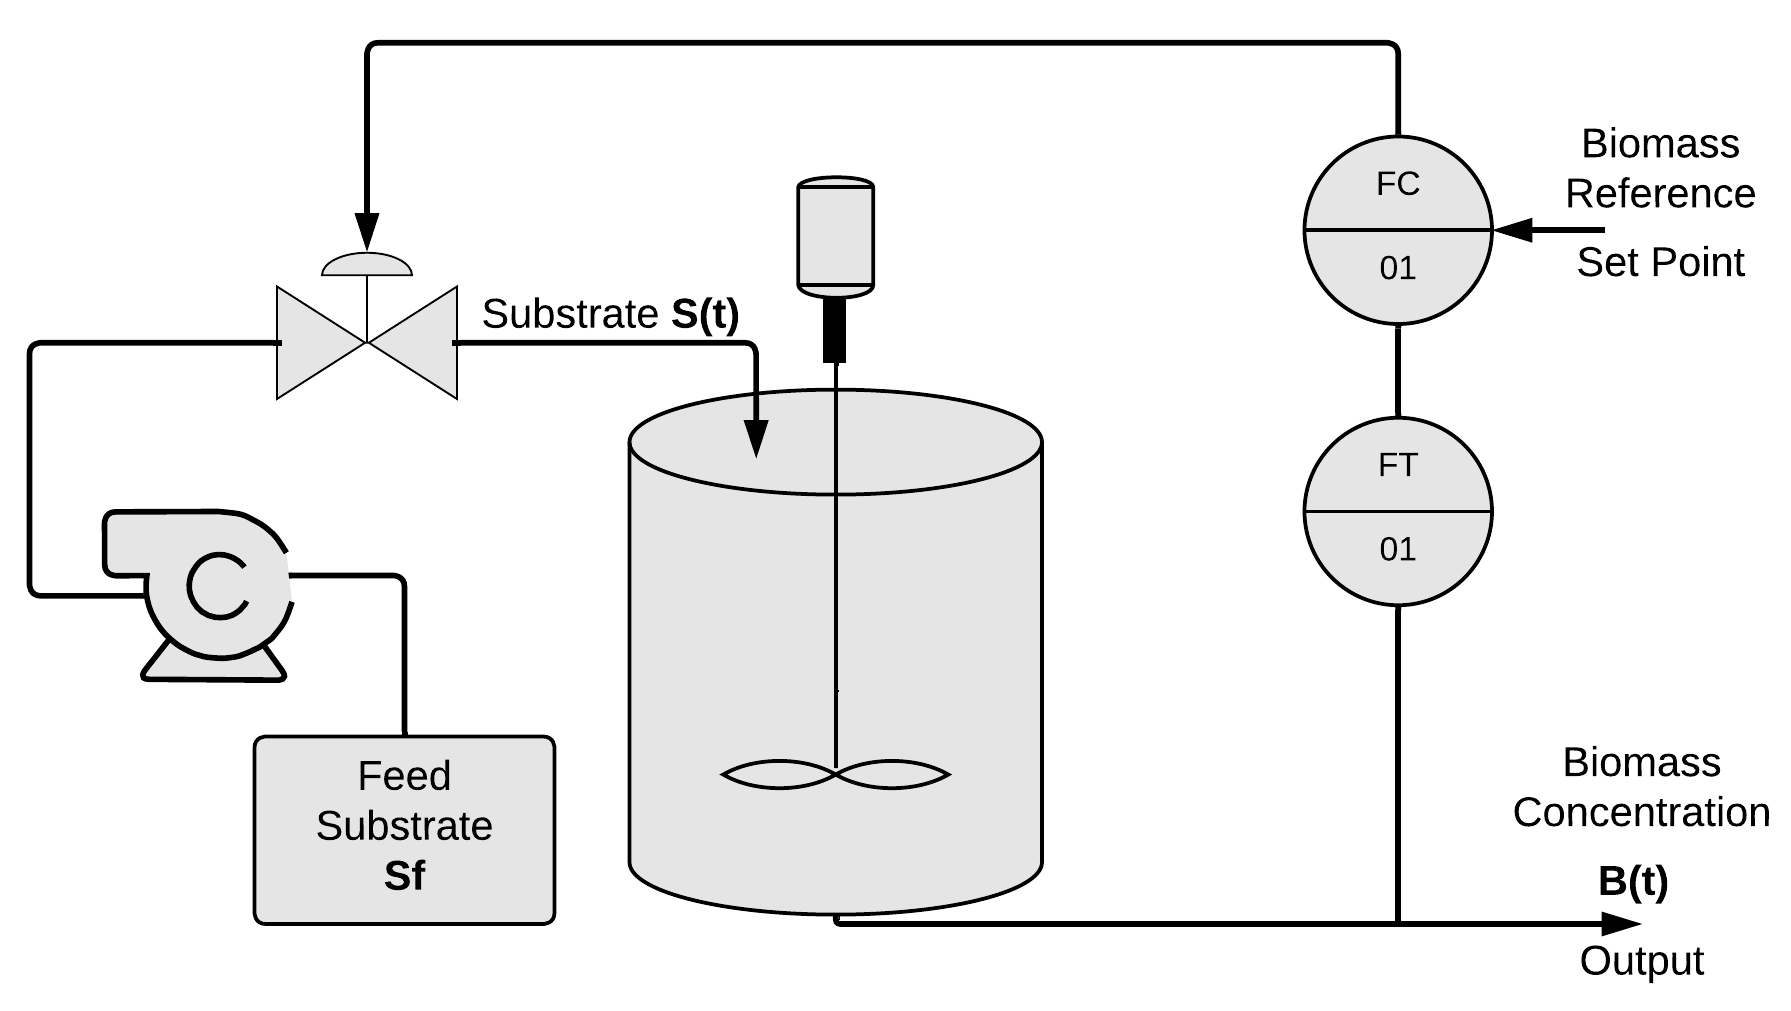 Biomass
Reference
Set Point
FC
01
Substrate S(t)
FT
01
C
Feed
Substrate
Sf
Biomass
Concentration
B(t)
Output